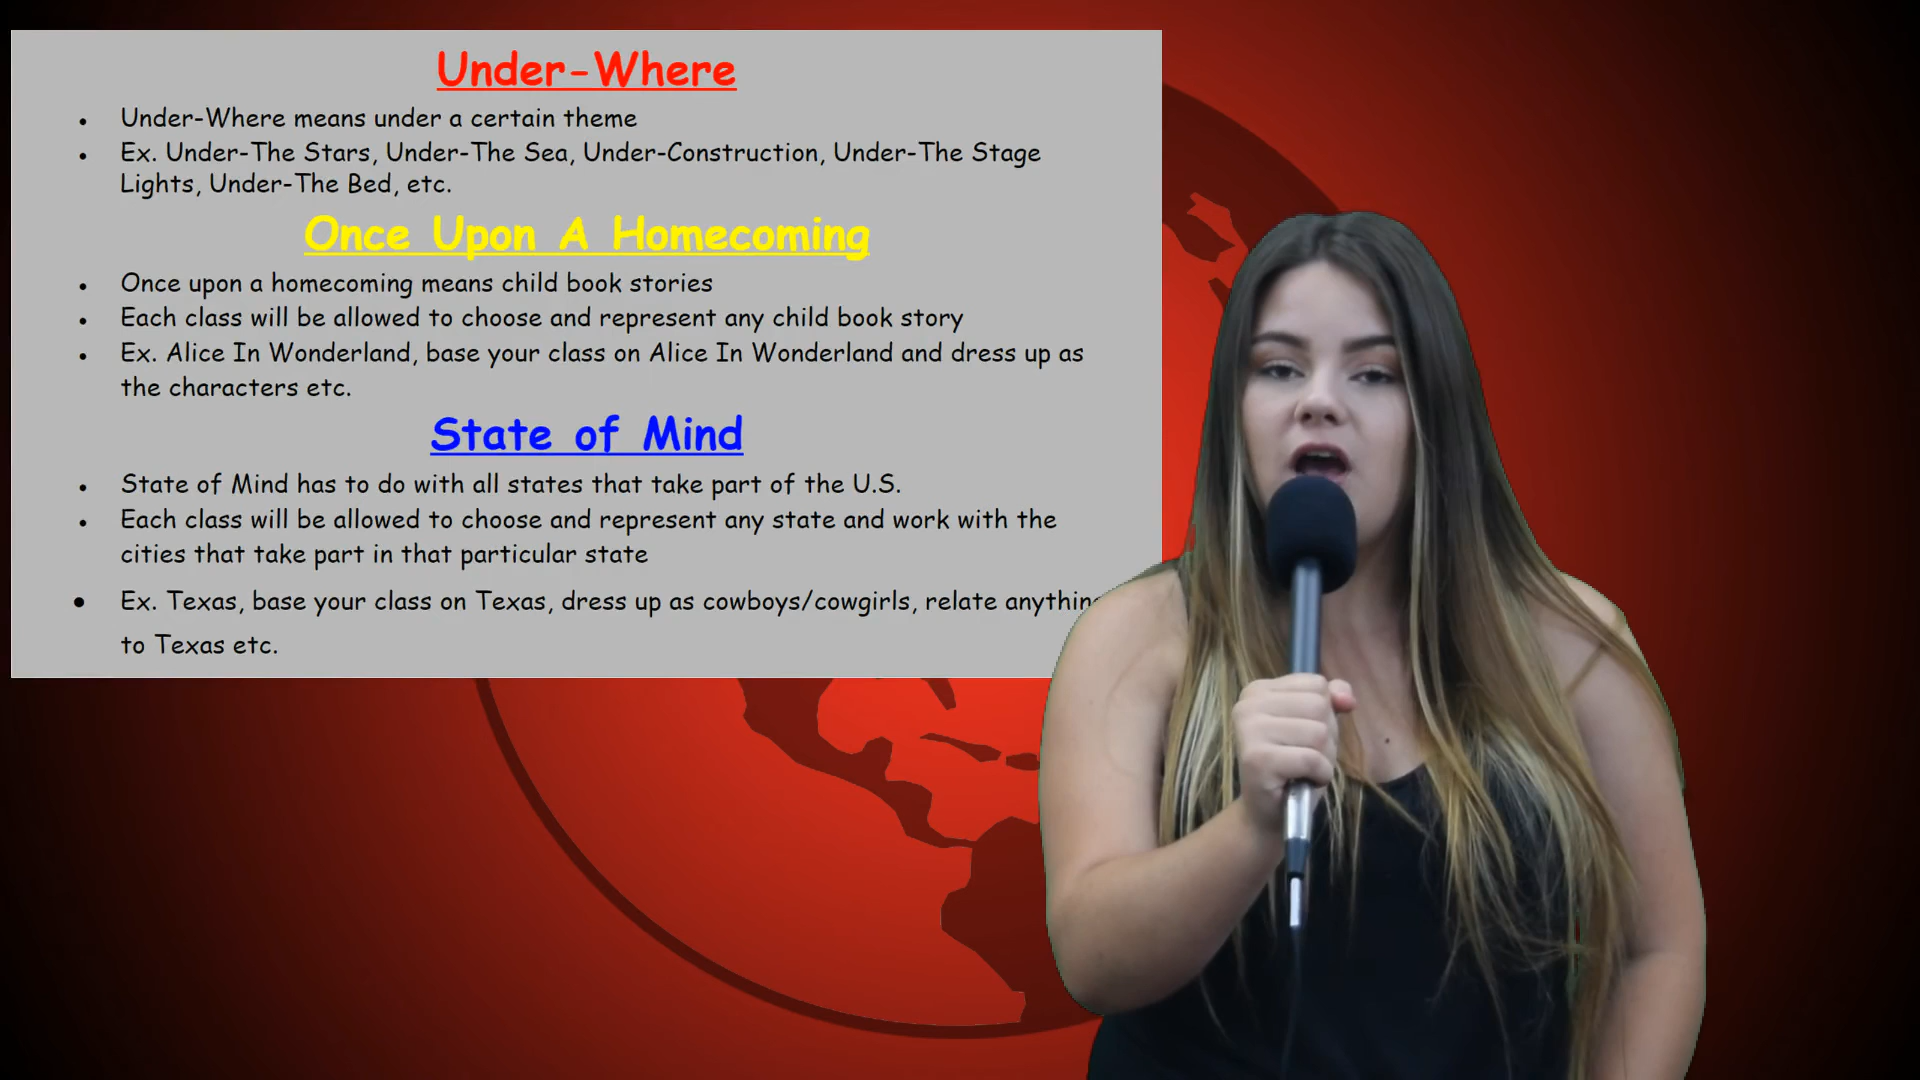 Under-Where
• Under-Where means under a certain theme
• Ex. Under-The Stars, Under-The Sea, Under-Construction, Under-The Stage
Lights, Under-The Bed, etc.
Once Upon A Homecoming
• Once upon a homecoming means child book stories
• Each class will be allowed to choose and represent any child book story
• Ex. Alice In Wonderland, base your class on Alice In Wonderland and dress up as
the characters etc.
State of Mind
• State of Mind has to do with all states that take part of the U.S.
• Each class will be allowed to choose and represent any state and work with the
cities that take part in that particular state
• Ex. Texas, base your class on Texas, dress up as cowboys/cowgirls, relate anything
to Texas etc.